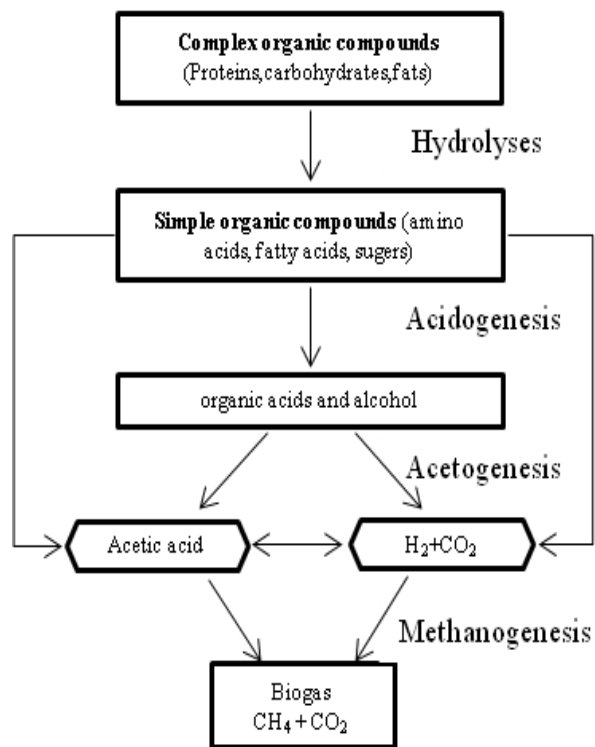 Complex organic compounds
(Proteins,carbohydrates,fats)
Hydrolyses
Simple organic compounds (amino
acids, fatty acids, sugers)
Acidogenesis
organic acids and alcohol
Acetogenesis
Acetic acid
H₂+CO₂
Methanogenesis
Biogas
CH₄ + CO₂